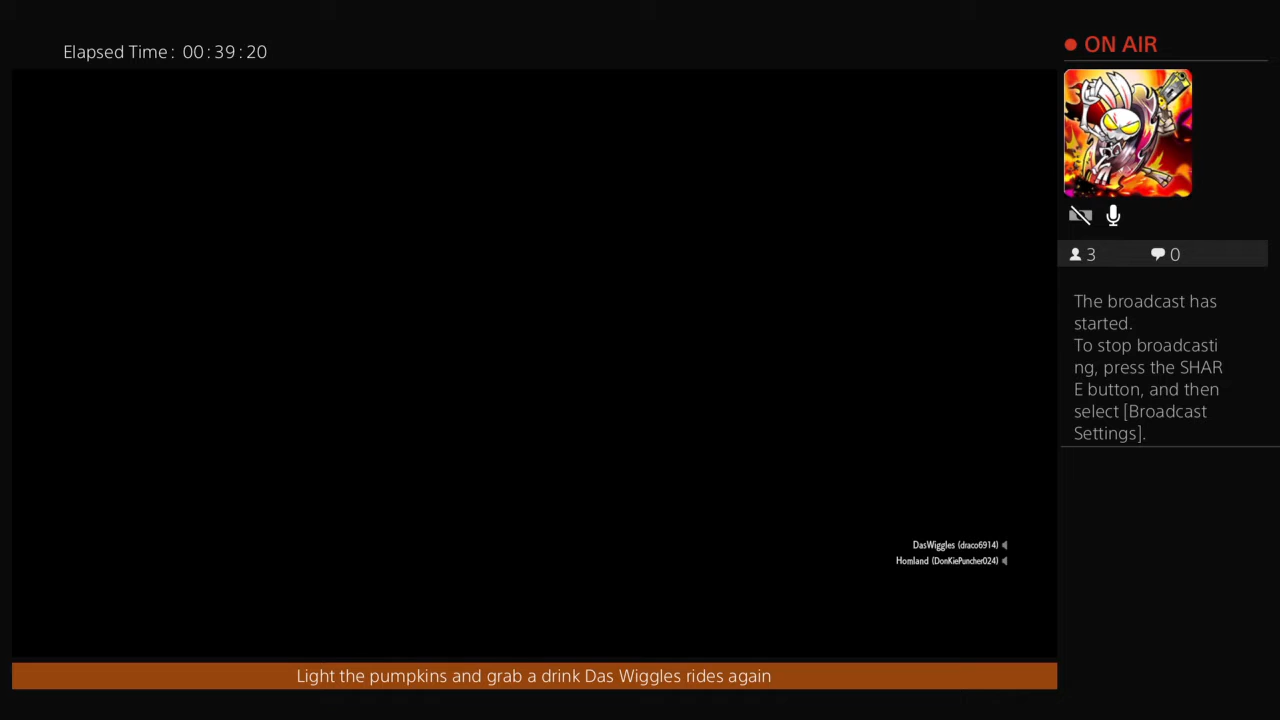 Elapsed Time: 00:39:20
ON AIR
3 0
The broadcast has
started.
To stop broadcasti
ng, press the SHAR
E button, and then
select [Broadcast
Settings].
DasWiggles (draco6914)
Homland (DonKiePuncher024)
Light the pumpkins and grab a drink Das Wiggles rides again